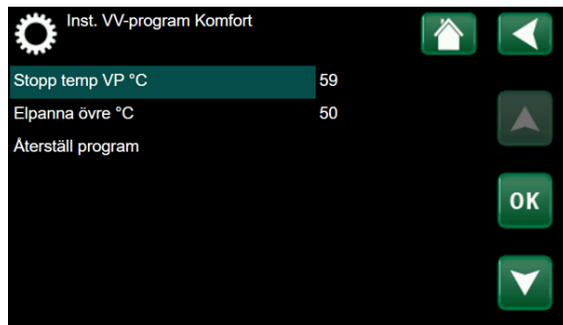 Inst. VV-program Komfort
Stopp temp VP °C 59
Elpanna övre °C 50
Återställ program
OK